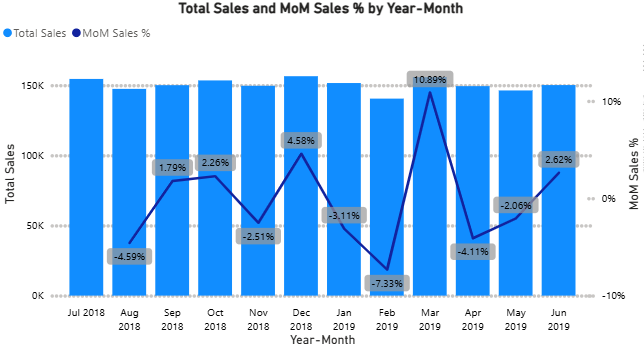 Total Sales and MoM Sales % by Year-Month
Total Sales MoM Sales %
150K
100K
50K
0K
Total Sales
10%
0%
-10%
MoM Sales %
-4.59%
1.79%
2.26%
-2.51%
4.58%
-3.11%
-7.33%
10.89%
-4.11%
-2.06%
2.62%
Jul 2018
Aug 2018
Sep 2018
Oct 2018
Nov 2018
Dec 2018
Jan 2019
Feb 2019
Mar 2019
Apr 2019
May 2019
Jun 2019
Year-Month